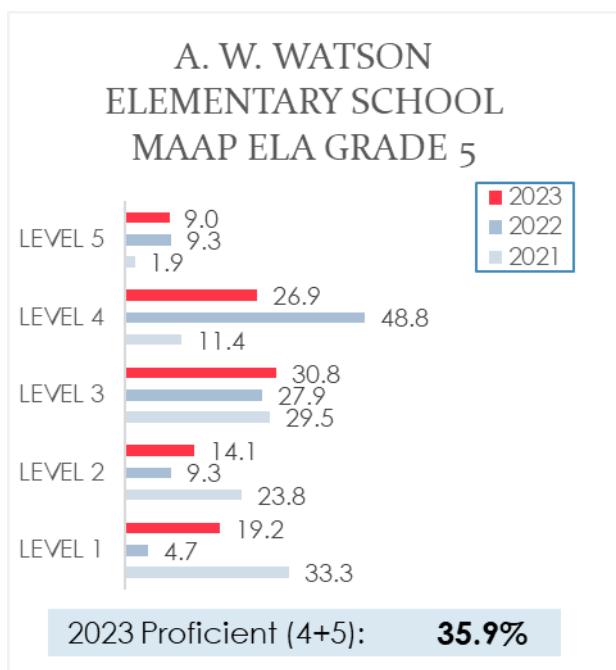 A. W. WATSON
ELEMENTARY SCHOOL
MAAP ELA GRADE 5
2023
2022
2021
LEVEL 5
9.0
9.3
1.9
LEVEL 4
26.9
48.8
11.4
LEVEL 3
30.8
27.9
29.5
LEVEL 2
14.1
9.3
23.8
LEVEL 1
19.2
4.7
33.3
2023 Proficient (4+5): 35.9%